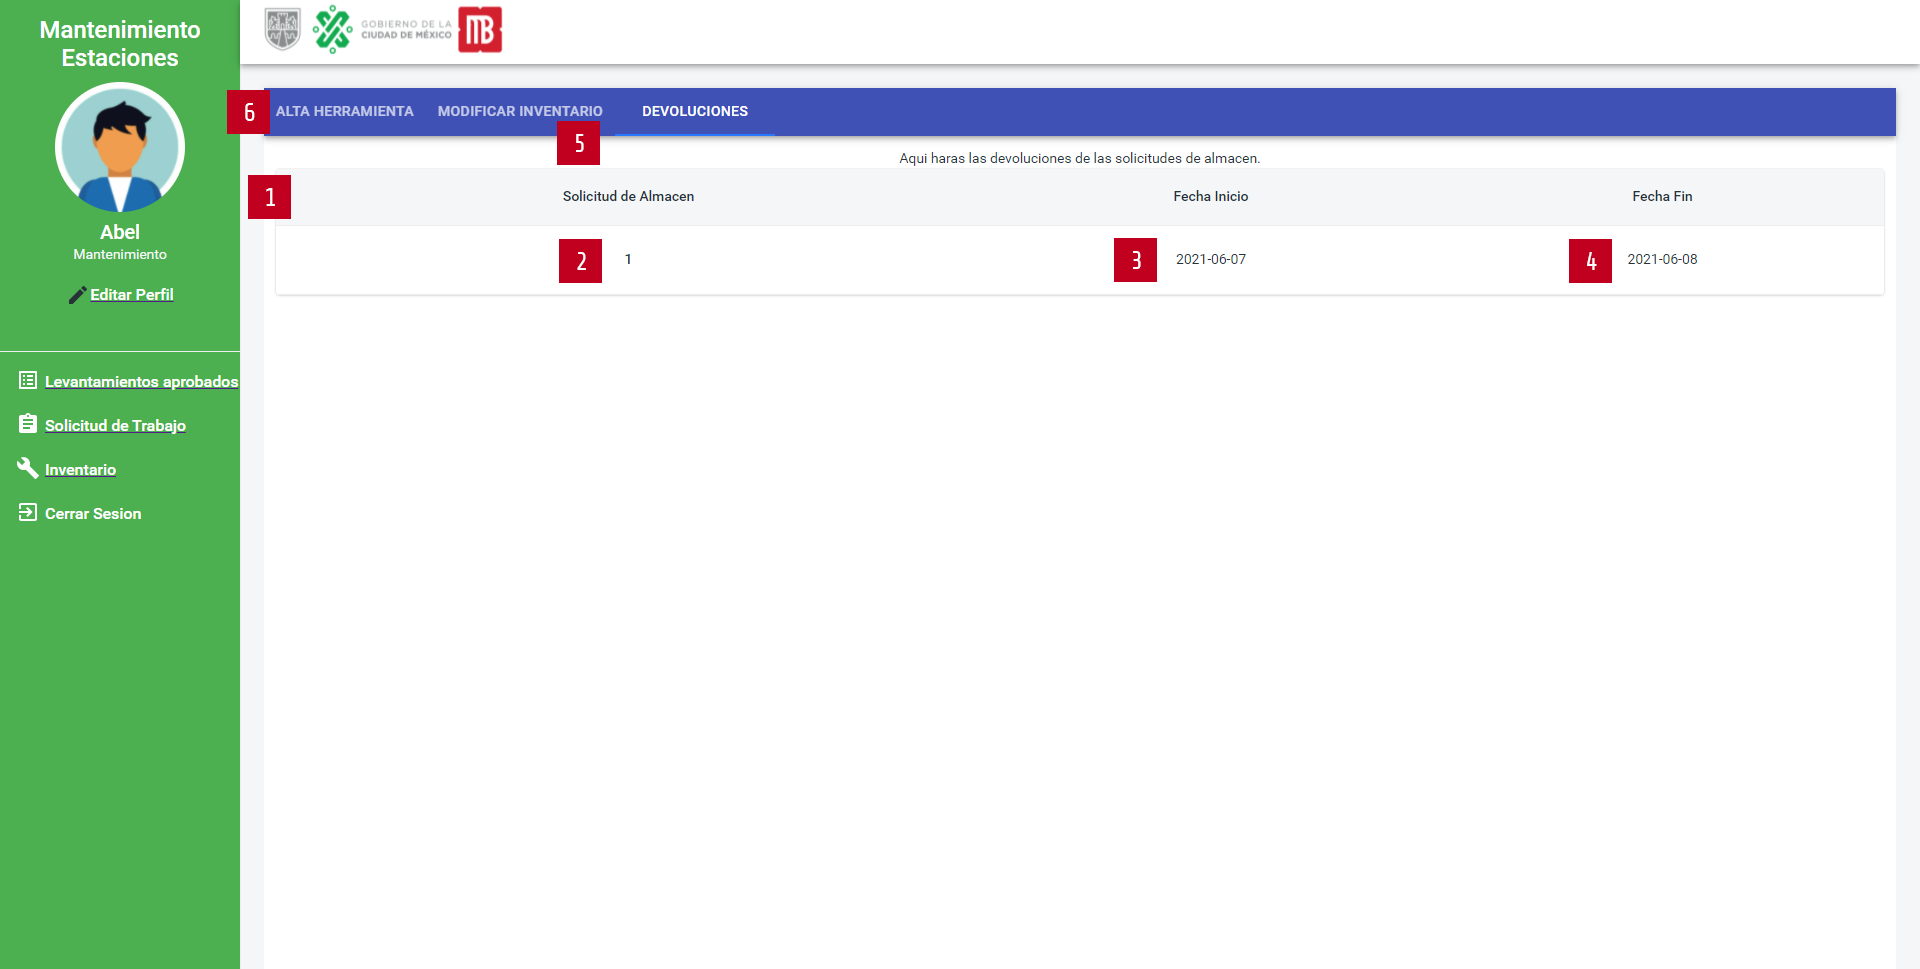 Mantenimiento
Estaciones
Abel
Mantenimiento
Editar Perfil
Levantamientos aprobados
Solicitud de Trabajo
Inventario
Cerrar Sesion
GOBIERNO DE LA
CIUDAD DE MÉXICO
MB
6 ALTA HERRAMIENTA MODIFICAR INVENTARIO DEVOLUCIONES
5
Aqui haras las devoluciones de las solicitudes de almacen.
1 Solicitud de Almacen Fecha Inicio Fecha Fin
2 1 3 2021-06-07 4 2021-06-08